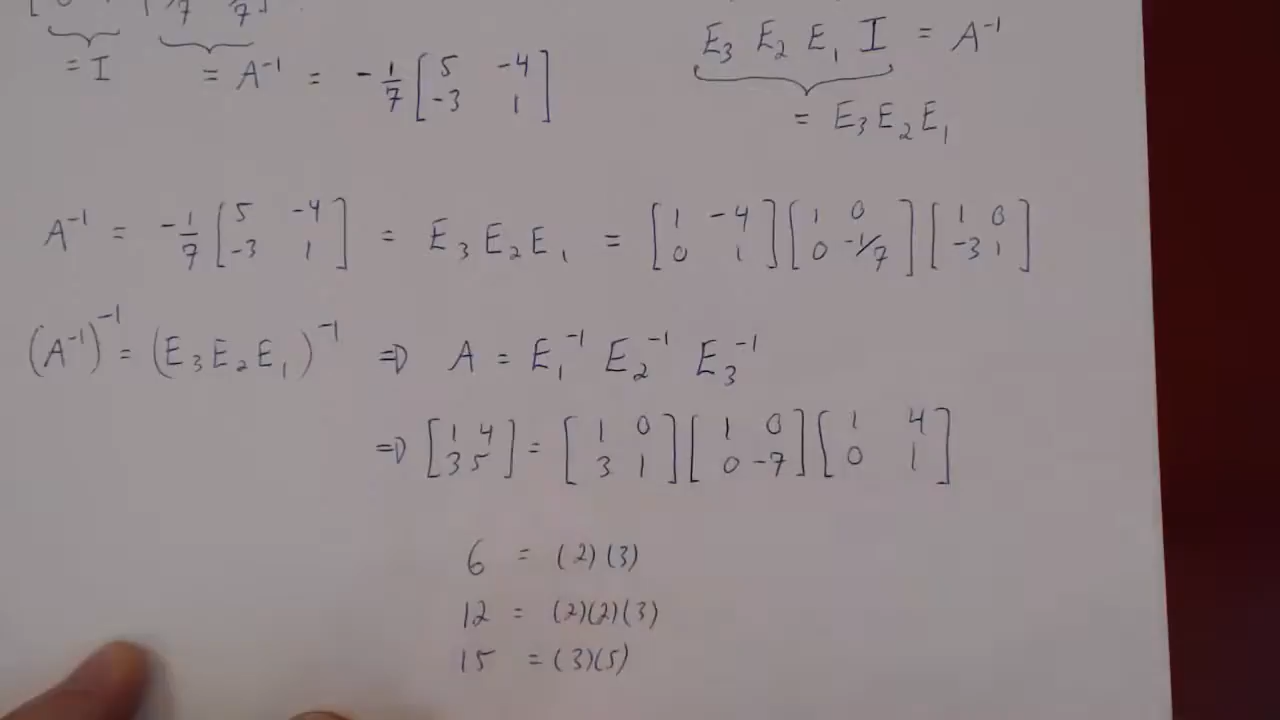 7 7
= I = A⁻¹ = -1/7 [5 -4; -3 1]
E₃ E₂ E₁ I = A⁻¹
= E₃ E₂ E₁
A⁻¹ = -1/7 [5 -4; -3 1] = E₃ E₂ E₁ = [1 -4; 0 1] [1 0; 0 -1/7] [1 0; -3 1]
(A⁻¹)⁻¹ = (E₃ E₂ E₁)⁻¹ ⇒ A = E₁⁻¹ E₂⁻¹ E₃⁻¹
⇒ [1 4; 3 5] = [1 0; 3 1] [1 0; 0 -7] [1 4; 0 1]
6 = (2)(3)
12 = (2)(2)(3)
15 = (3)(5)